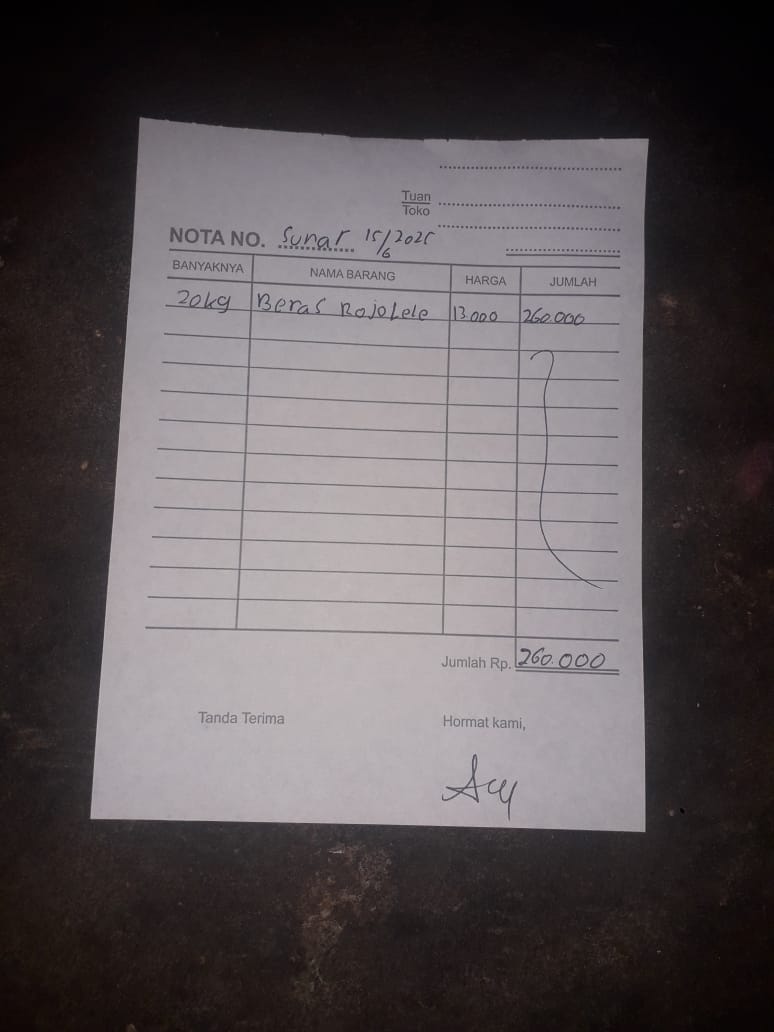 Tuan
Toko
NOTA NO. Sunar 15/6 2025
BANYAKNYA NAMA BARANG HARGA JUMLAH
20kg Beras Rojolele 13.000 260.000
Jumlah Rp. 260.000
Tanda Terima Hormat kami,